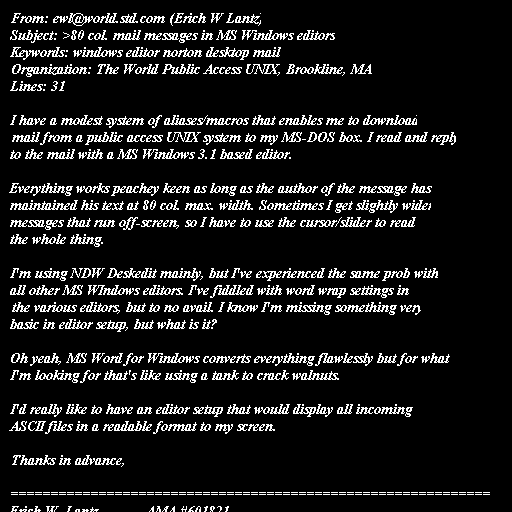 From: ewl@world.std.com (Erich W Lantz,
Subject: >80 col. mail messages in MS Windows editors
Keywords: windows editor norton desktop mail
Organization: The World Public Access UNIX, Brookline, MA
Lines: 31

I have a modest system of aliases/macros that enables me to download
mail from a public access UNIX system to my MS-DOS box. I read and reply
to the mail with a MS Windows 3.1 based editor.

Everything works peachey keen as long as the author of the message has
maintained his text at 80 col. max. width. Sometimes I get slightly wider
messages that run off-screen, so I have to use the cursor/slider to read
the whole thing.

I'm using NDW Deskedit mainly, but I've experienced the same prob with
all other MS WIndows editors. I've fiddled with word wrap settings in
the various editors, but to no avail. I know I'm missing something very
basic in editor setup, but what is it?

Oh yeah, MS Word for Windows converts everything flawlessly but for what
I'm looking for that's like using a tank to crack walnuts.

I'd really like to have an editor setup that would display all incoming
ASCII files in a readable format to my screen.

Thanks in advance,

============================================================
Erich W. Lantz AMA #601821